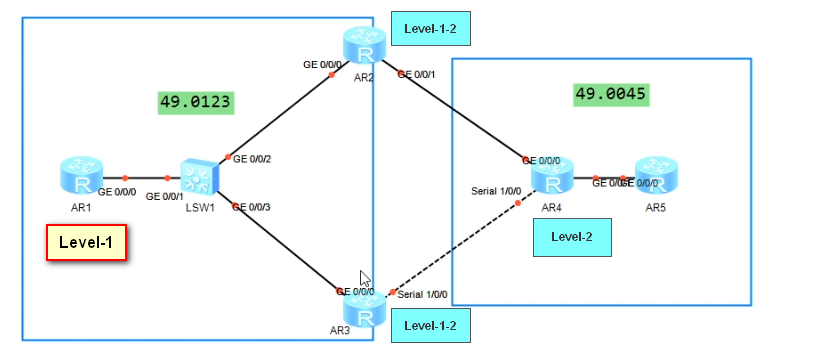 Level-1-2
GE 0/0/0
R
AR2
GE 0/0/1
49.0123
49.0045
GE 0/0/2
GE 0/0/0
R
AR1
GE 0/0/0
GE 0/0/1
LSW1
GE 0/0/3
Serial 1/0/0
R
AR4
GE 0/0/1
GE 0/0/0
R
AR5
Level-1
Level-2
GE 0/0/0
Serial 1/0/0
R
AR3
Level-1-2